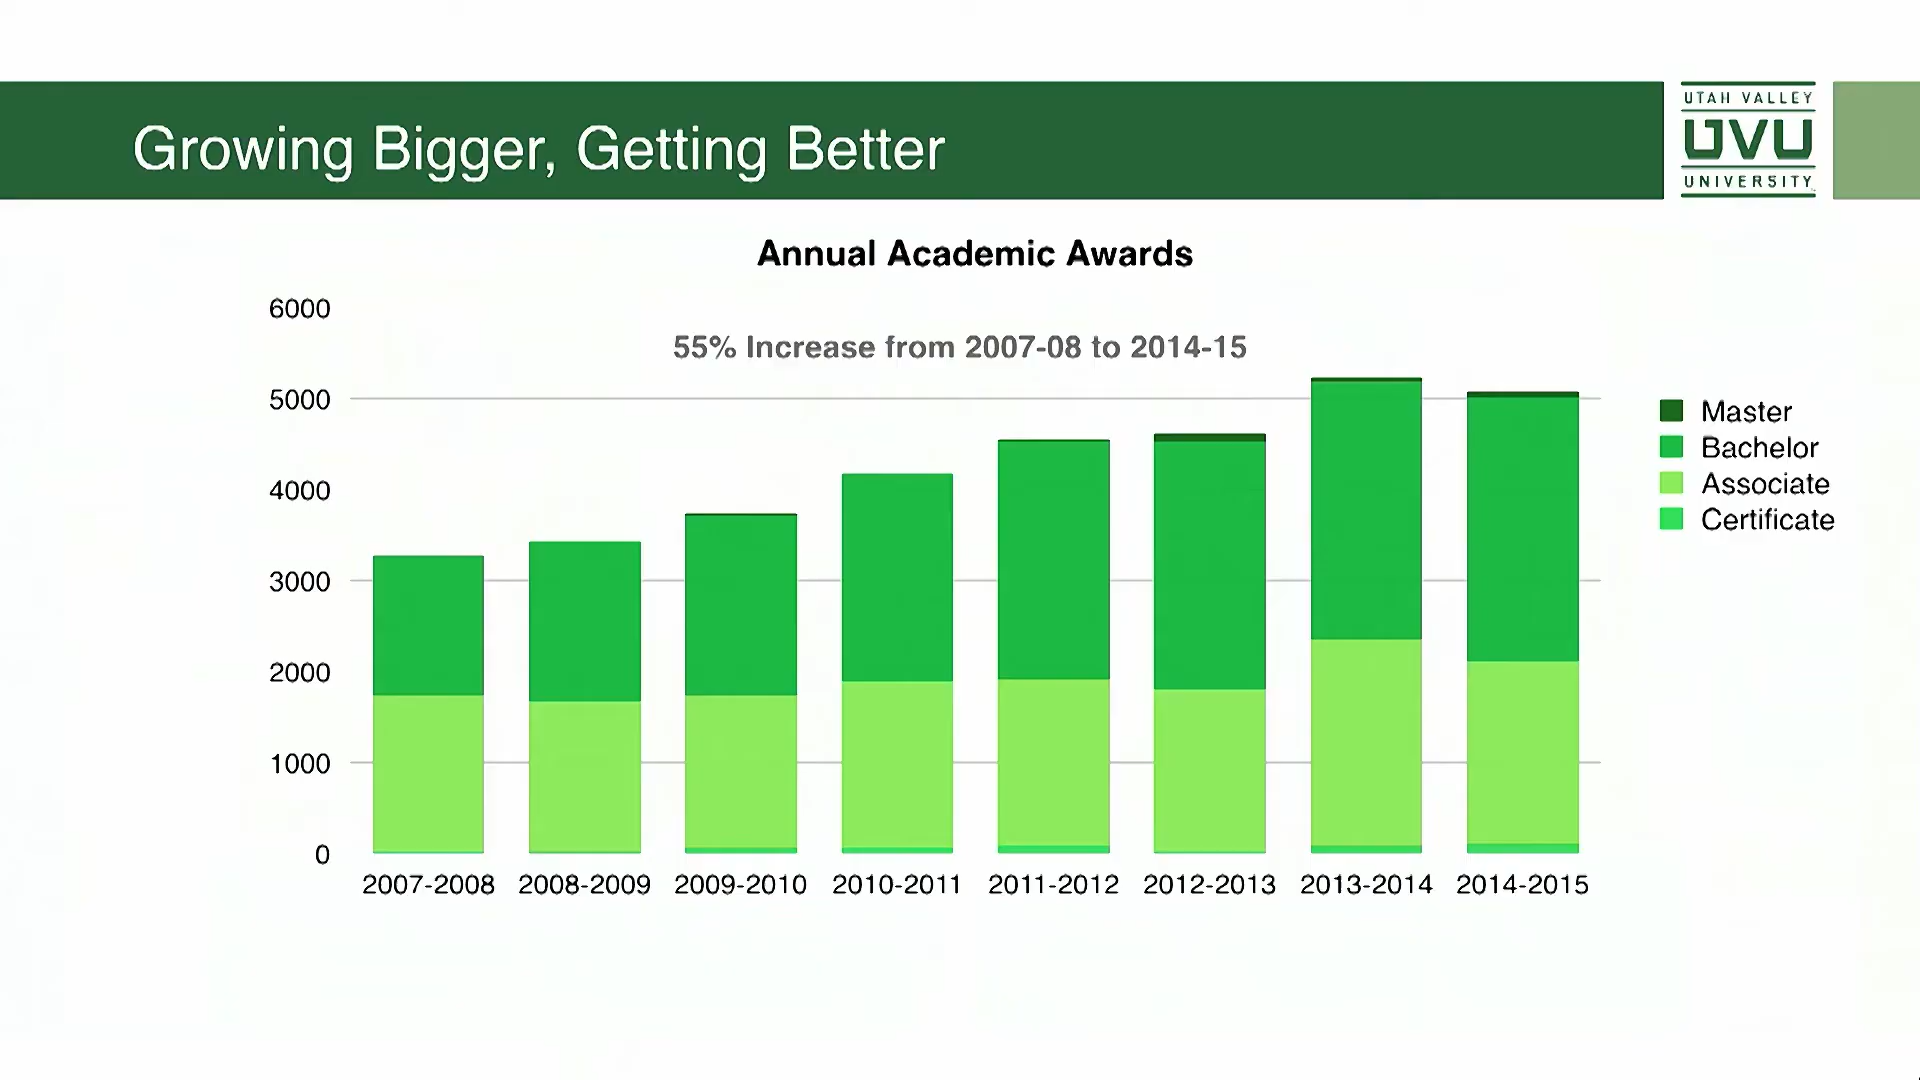 Growing Bigger, Getting Better
UTAH VALLEY
UVU
UNIVERSITY
Annual Academic Awards
55% Increase from 2007-08 to 2014-15
6000
5000
4000
3000
2000
1000
0
2007-2008 2008-2009 2009-2010 2010-2011 2011-2012 2012-2013 2013-2014 2014-2015
Master
Bachelor
Associate
Certificate